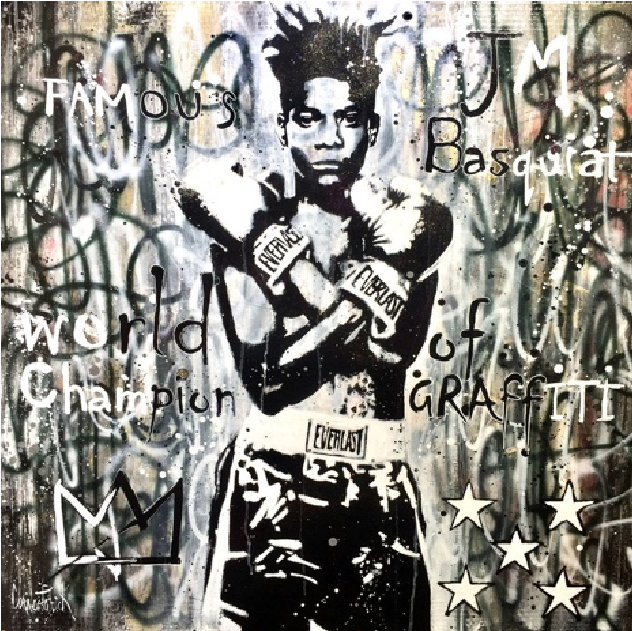 FAMOUS
JM
Basquiat
EVERLAST
EVERLAST
World
of
Champion
GRAffITI
EVERLAST